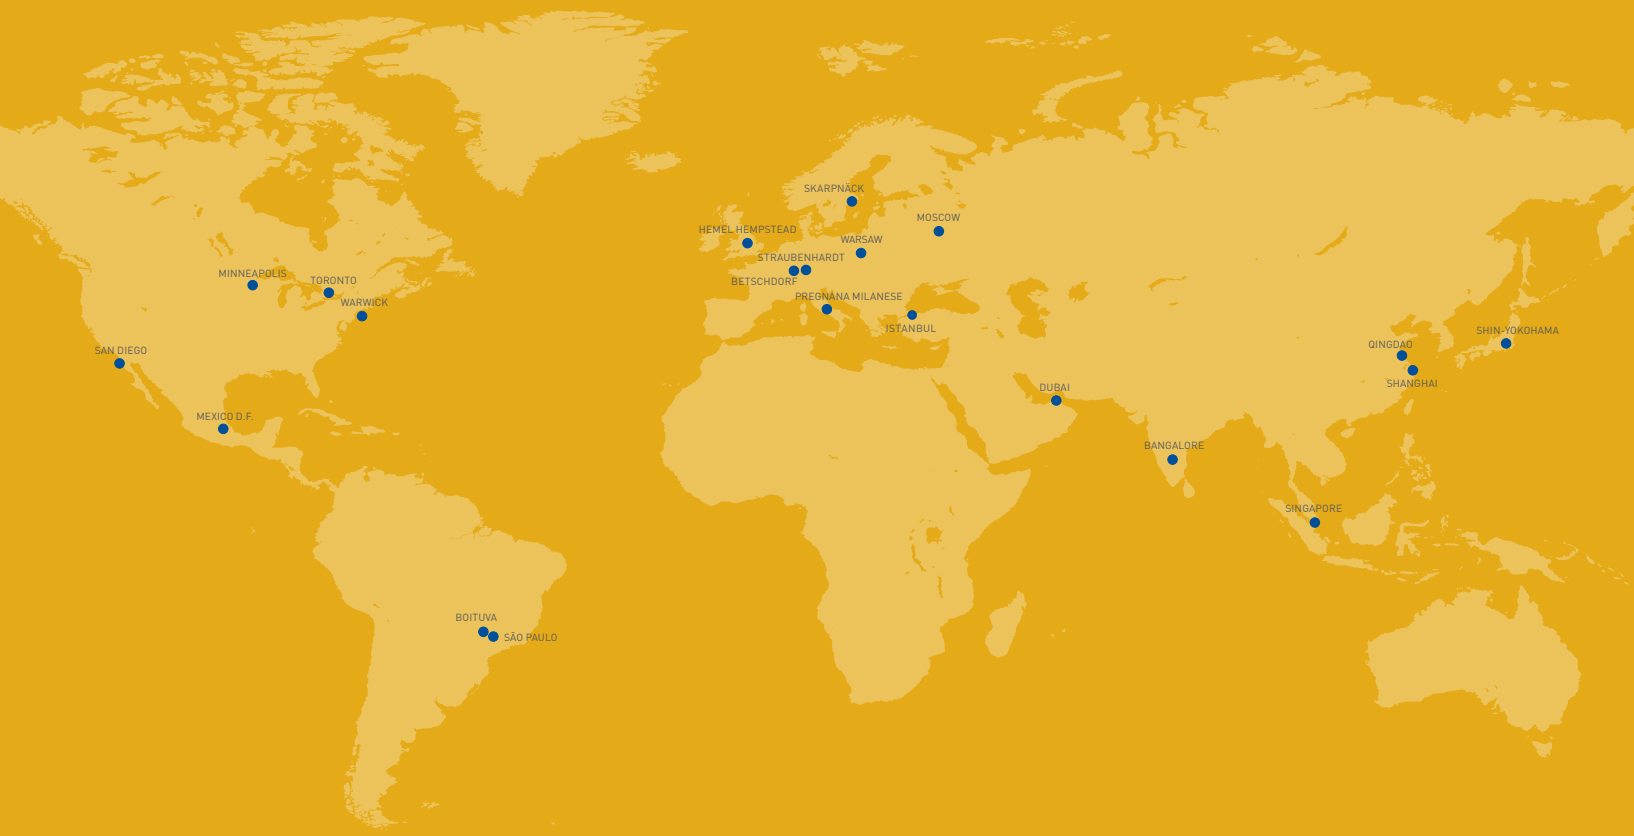 SKARPNÄCK
MOSCOW
HEMEL HEMPSTEAD
WARSAW
STRAUBENHARDT
MINNEAPOLIS
TORONTO
BETSCHDORF
PREGNANA MILANESE
WARWICK
ISTANBUL
SHIN-YOKOHAMA
QINGDAO
SAN DIEGO
SHANGHAI
DUBAI
MEXICO D.F.
BANGALORE
SINGAPORE
BOITUVA
SÃO PAULO